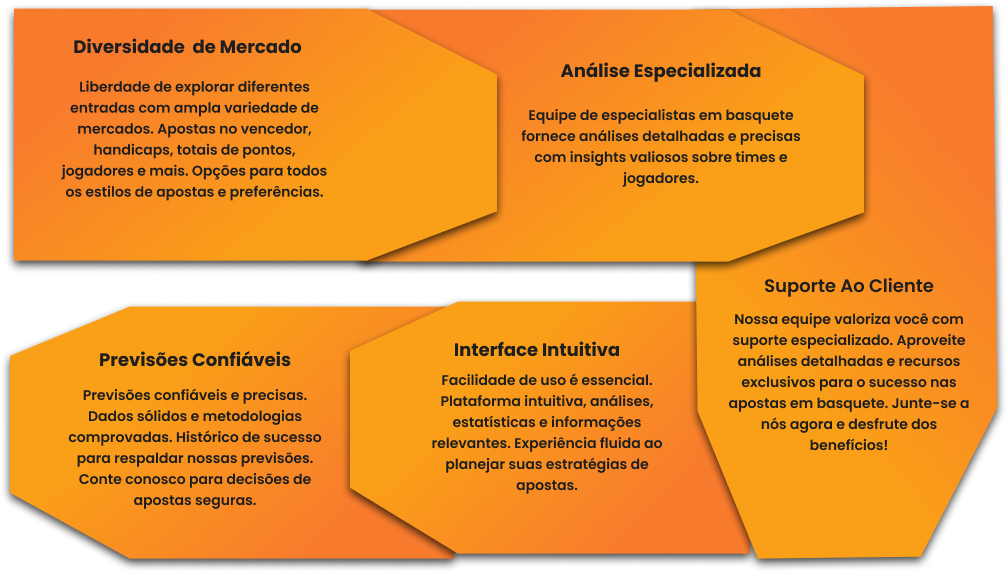 Diversidade de Mercado
Liberdade de explorar diferentes
entradas com ampla variedade de
mercados. Apostas no vencedor,
handicaps, totais de pontos,
jogadores e mais. Opções para todos
os estilos de apostas e preferências.
Análise Especializada
Equipe de especialistas em basquete
fornece análises detalhadas e precisas
com insights valiosos sobre times e
jogadores.
Suporte Ao Cliente
Nossa equipe valoriza você com
suporte especializado. Aproveite
análises detalhadas e recursos
exclusivos para o sucesso nas
apostas em basquete. Junte-se a
nós agora e desfrute dos
benefícios!
Interface Intuitiva
Facilidade de uso é essencial.
Plataforma intuitiva, análises,
estatísticas e informações
relevantes. Experiência fluida ao
planejar suas estratégias de
apostas.
Previsões Confiáveis
Previsões confiáveis e precisas.
Dados sólidos e metodologias
comprovadas. Histórico de sucesso
para respaldar nossas previsões.
Conte conosco para decisões de
apostas seguras.